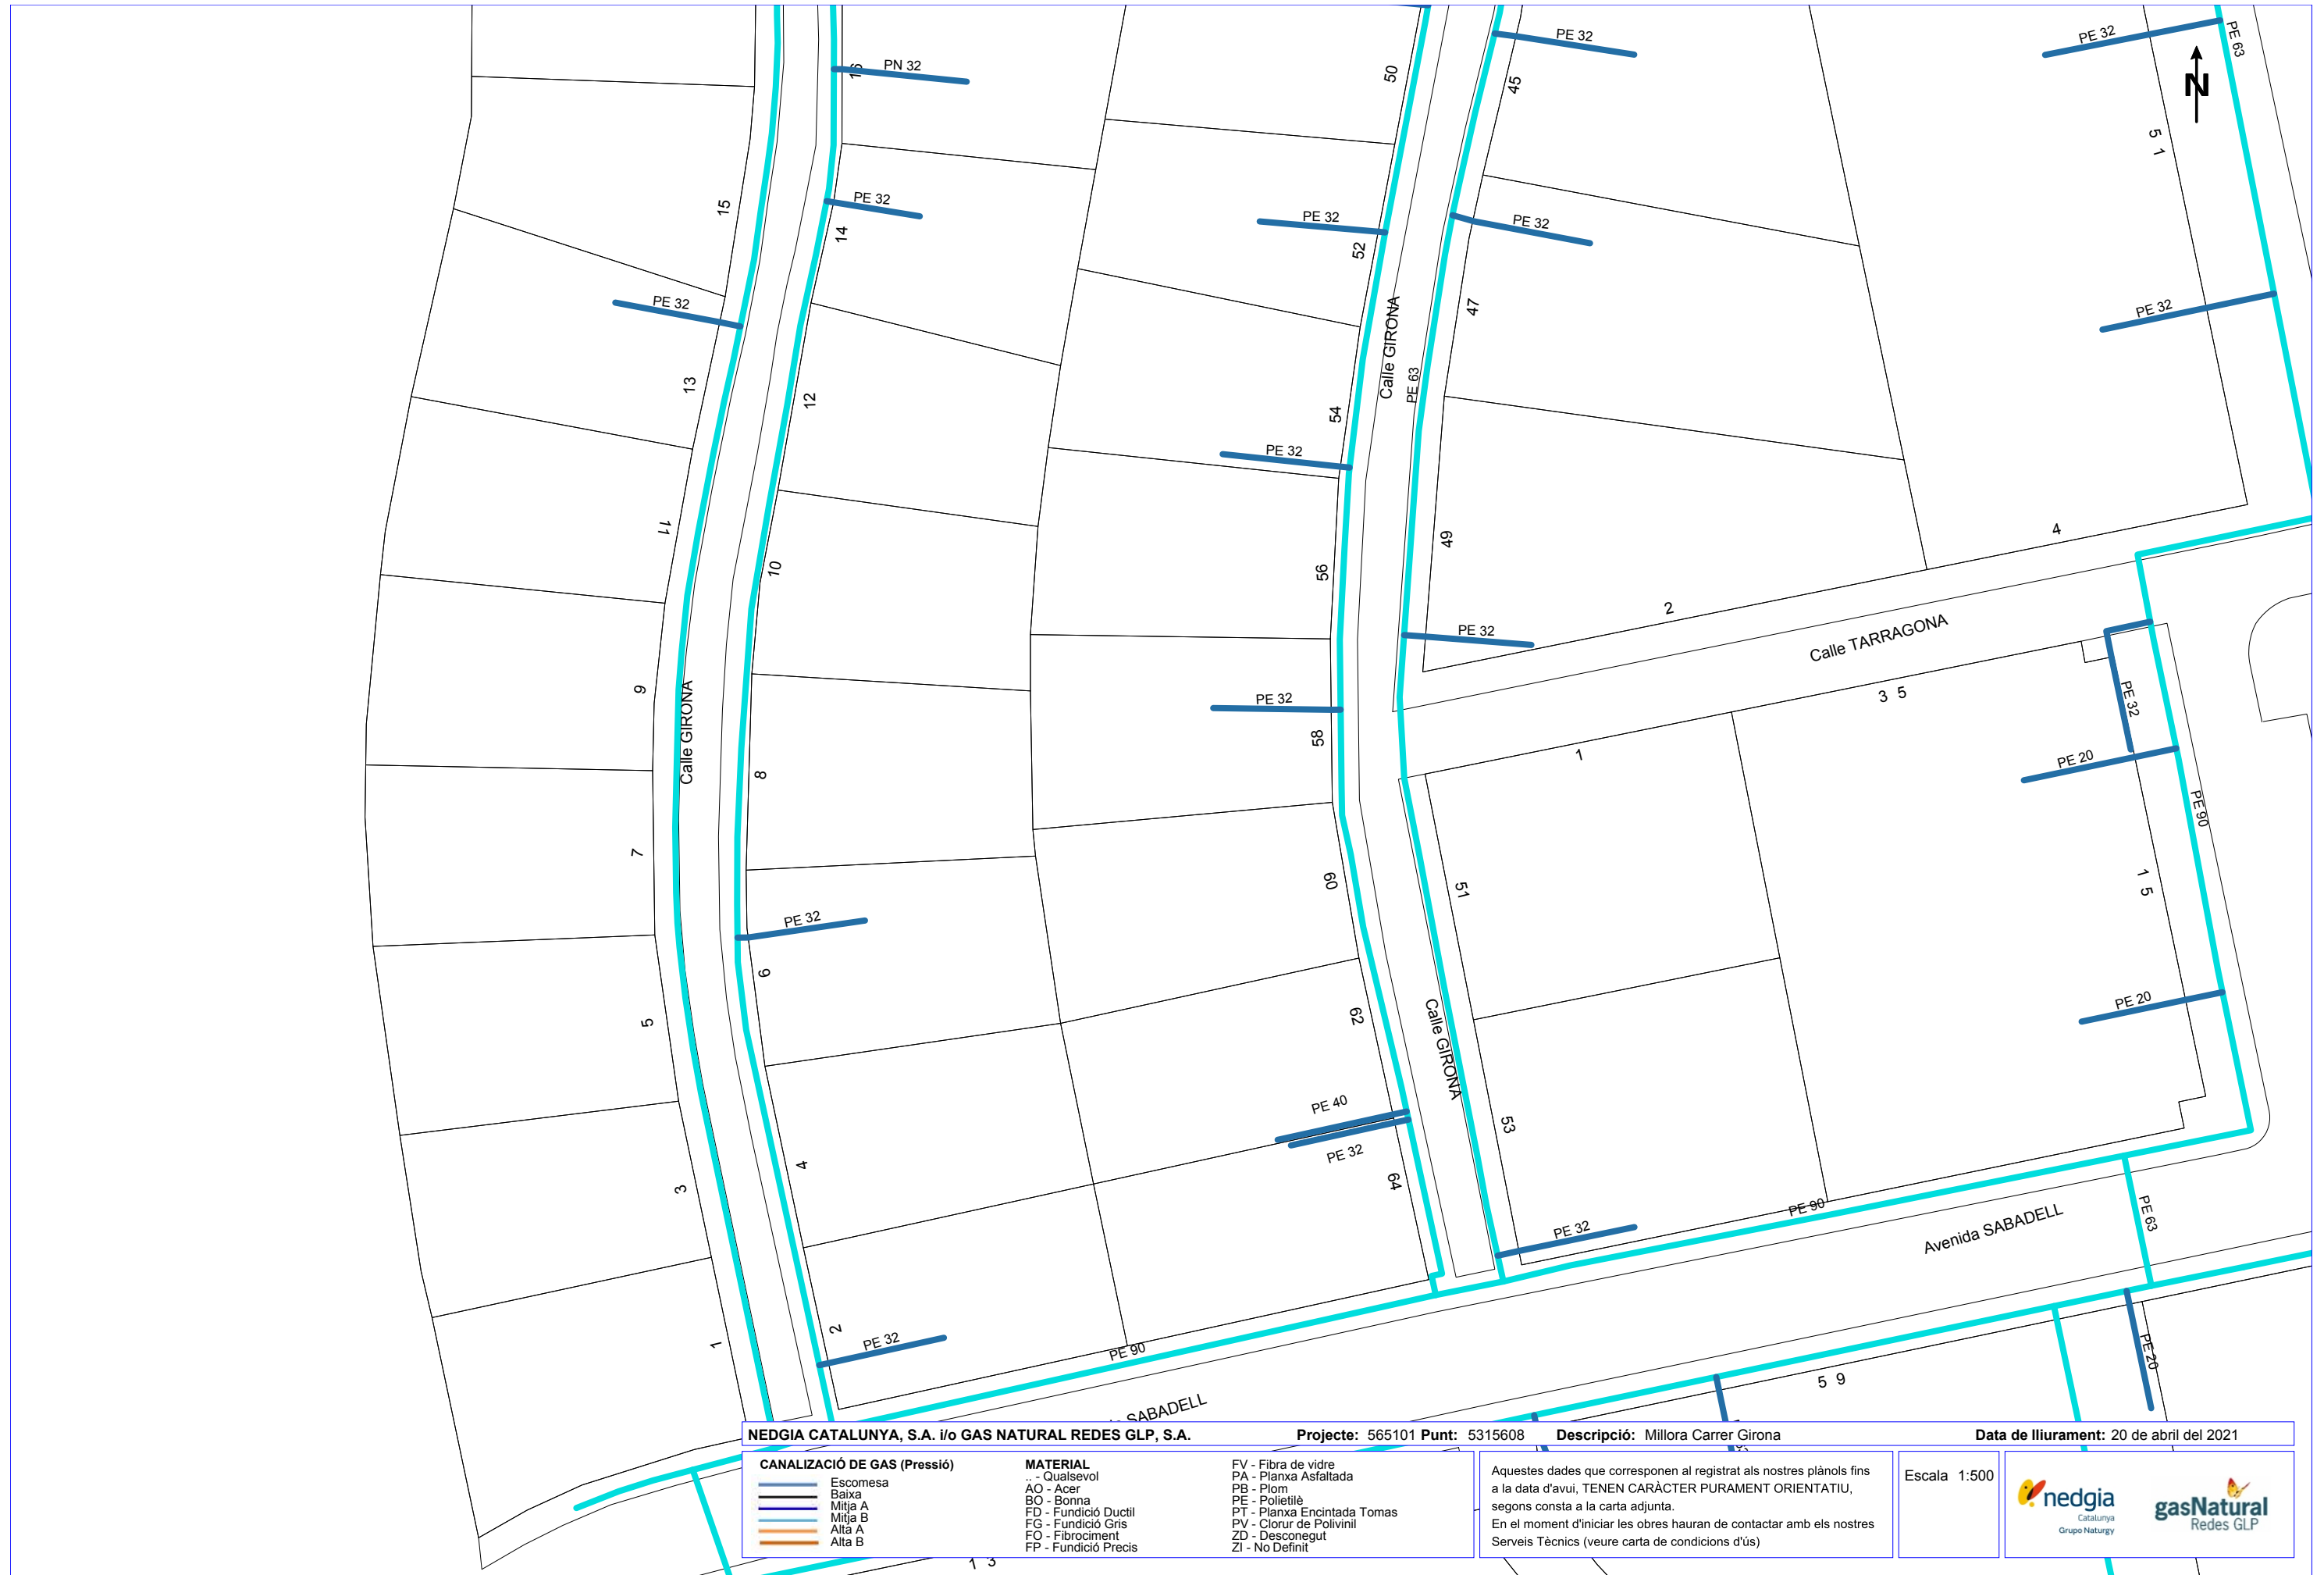 PE 32
PE 32
PE 63
PN 32
16
50
45
N
5 1
15
PE 32
14
PE 32
52
PE 32
PE 32
13
PE 32
12
Calle GIRONA
PE 63
54
47
PE 32
11
10
56
49
4
PE 32
2
Calle TARRAGONA
9
Calle GIRONA
PE 32
58
PE 32
3 5
1
PE 32
PE 20
PE 90
8
7
60
51
1 5
PE 32
6
5
62
Calle GIRONA
PE 20
PE 40
PE 32
53
4
3
64
PE 32
PE 90
PE 63
Avenida SABADELL
2
1
PE 32
PE 90
PE 20
5 9
SABADELL
NEDGIA CATALUNYA, S.A. i/o GAS NATURAL REDES GLP, S.A. Projecte: 565101 Punt: 5315608 Descripció: Millora Carrer Girona Data de lliurament: 20 de abril del 2021
CANALIZACIÓ DE GAS (Pressió)
Escomesa
Baixa
Mitja A
Mitja B
Alta A
Alta B
MATERIAL
.. - Qualsevol
AO - Acer
BO - Bonna
FD - Fundició Ductil
FG - Fundició Gris
FO - Fibrociment
FP - Fundició Precis
FV - Fibra de vidre
PA - Planxa Asfaltada
PB - Plom
PE - Polietilè
PT - Planxa Encintada Tomas
PV - Clorur de Polivinil
ZD - Desconegut
ZI - No Definit
Aquestes dades que corresponen al registrat als nostres plànols fins
a la data d'avui, TENEN CARÀCTER PURAMENT ORIENTATIU,
segons consta a la carta adjunta.
En el moment d'iniciar les obres hauran de contactar amb els nostres
Serveis Tècnics (veure carta de condicions d'ús)
Escala 1:500
nedgia
Catalunya
Grupo Naturgy
gasNatural
Redes GLP
1 3